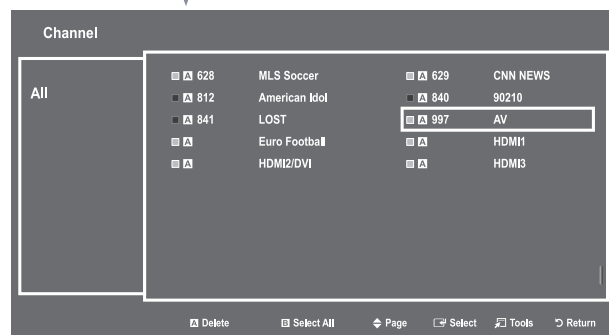 Channel
All
A 628 MLS Soccer A 629 CNN NEWS
A 812 American Idol A 840 90210
A 841 LOST A 997 AV
A Euro Football A HDMI1
A HDMI2/DVI A HDMI3
A Delete B Select All Page Select Tools Return